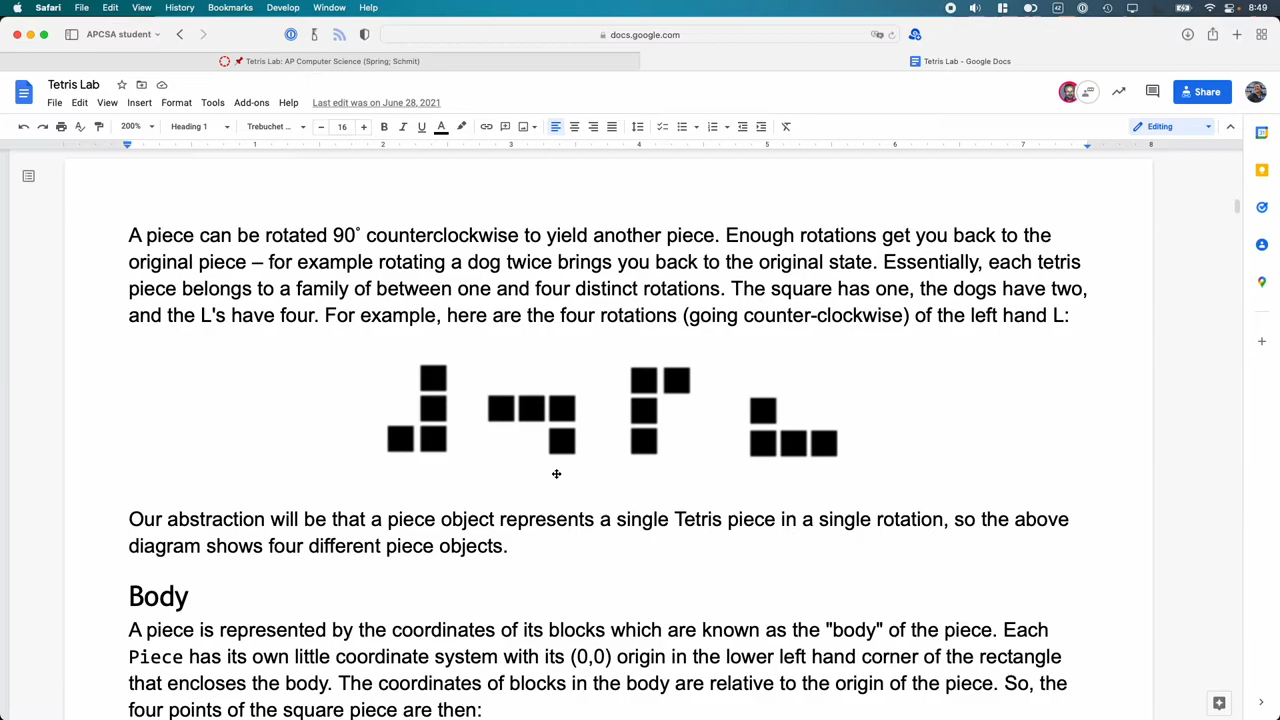 Safari File Edit View History Bookmarks Develop Window Help 8:49
APCSA student docs.google.com
Tetris Lab: AP Computer Science (Spring; Schmit) Tetris Lab - Google Docs
Tetris Lab
File Edit View Insert Format Tools Add-ons Help Last edit was on June 28, 2021 Share
200% Heading 1 Trebuchet ... 16 Editing
1 2 3 4 5 6 7 8
A piece can be rotated 90° counterclockwise to yield another piece. Enough rotations get you back to the
original piece – for example rotating a dog twice brings you back to the original state. Essentially, each tetris
piece belongs to a family of between one and four distinct rotations. The square has one, the dogs have two,
and the L's have four. For example, here are the four rotations (going counter-clockwise) of the left hand L:
Our abstraction will be that a piece object represents a single Tetris piece in a single rotation, so the above
diagram shows four different piece objects.
Body
A piece is represented by the coordinates of its blocks which are known as the "body" of the piece. Each
Piece has its own little coordinate system with its (0,0) origin in the lower left hand corner of the rectangle
that encloses the body. The coordinates of blocks in the body are relative to the origin of the piece. So, the
four points of the square piece are then: